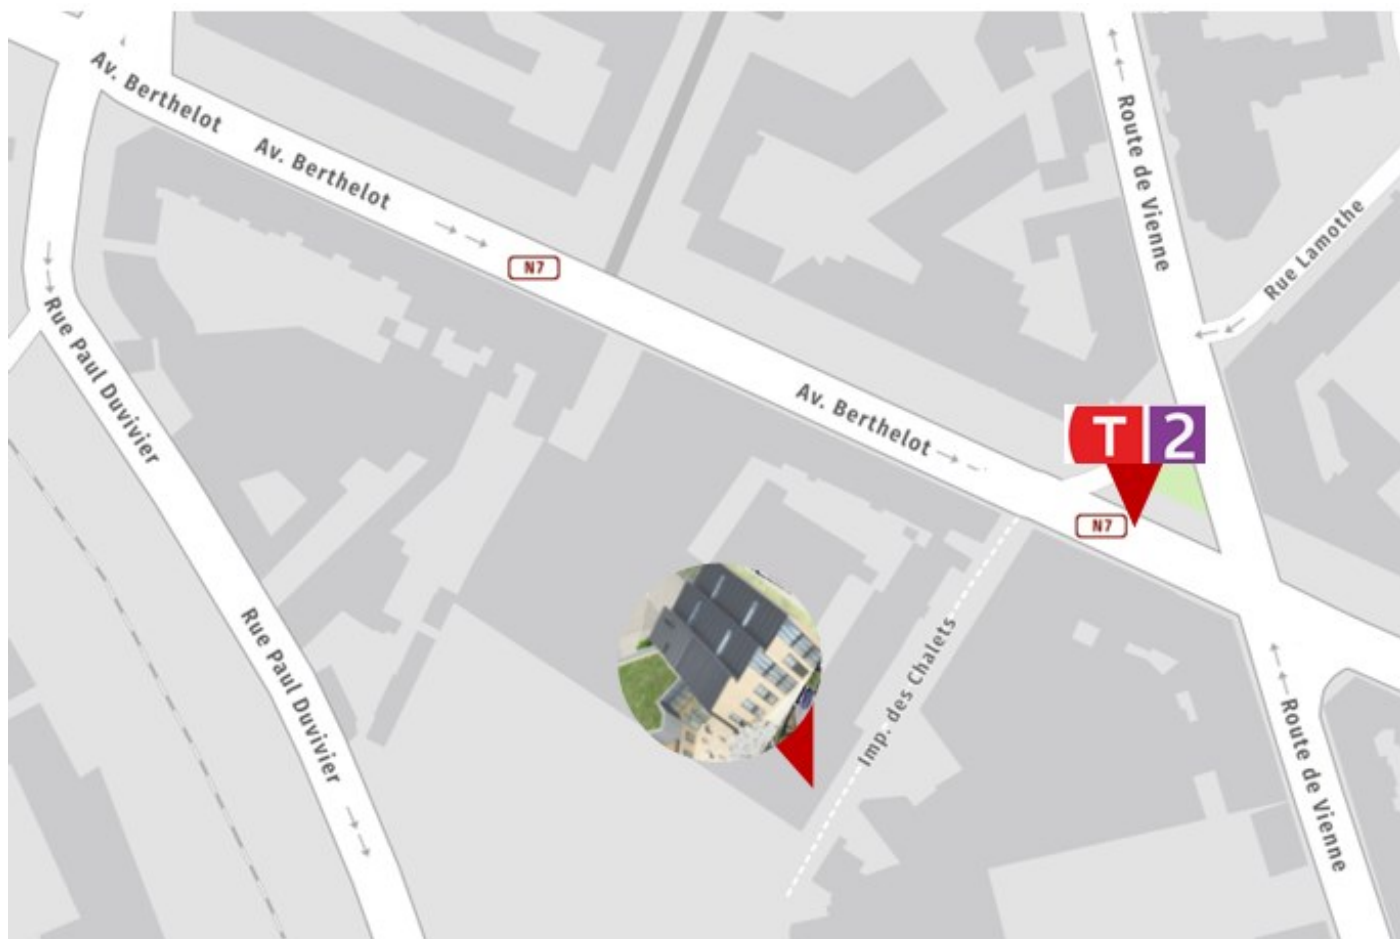 Av. Berthelot
Av. Berthelot
N7
Route de Vienne
Rue Lamothe
Rue Paul Duvivier
Av. Berthelot
T 2
N7
Rue Paul Duvivier
Imp. des Chalets
Route de Vienne